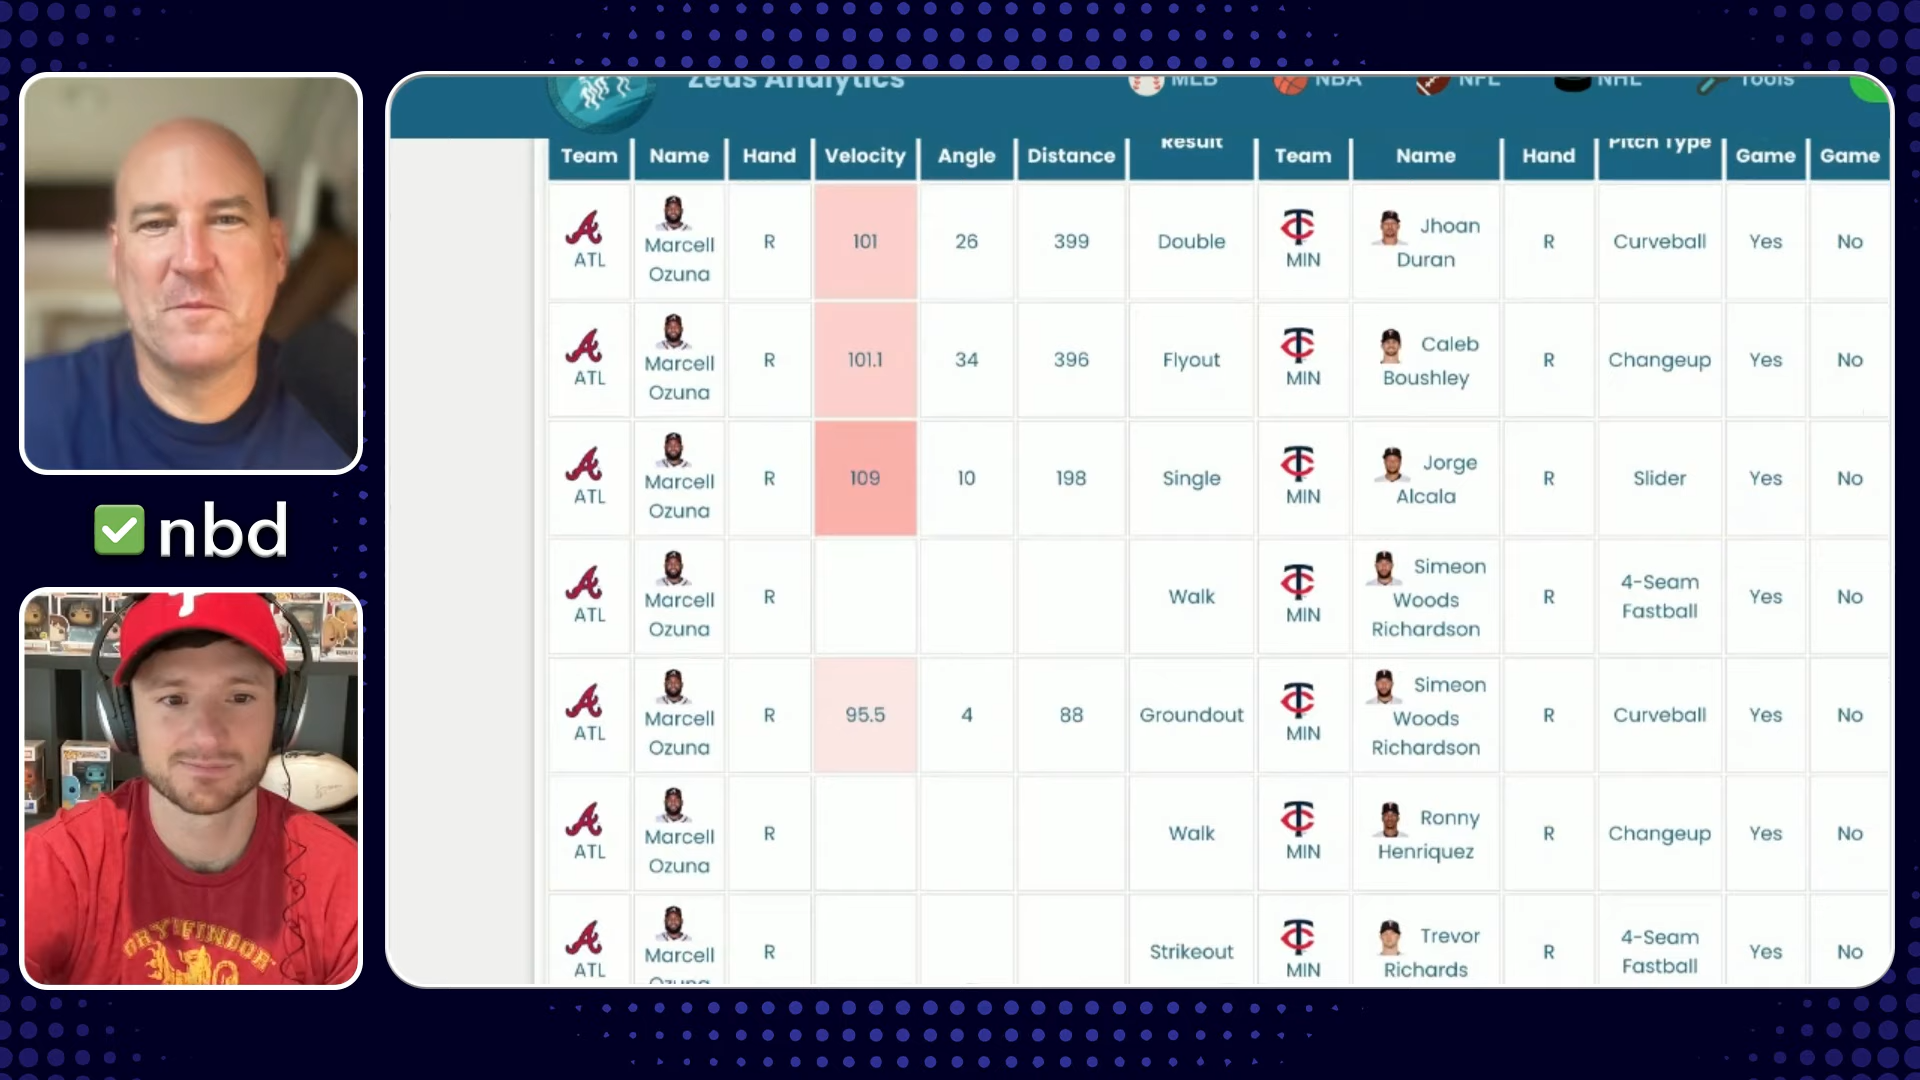 Zeus Analytics MLB NBA NFL NHL Tools
Team Name Hand Velocity Angle Distance Result Team Name Hand Pitch Type Game Game
ATL Marcell Ozuna R 101 26 399 Double MIN Jhoan Duran R Curveball Yes No
ATL Marcell Ozuna R 101.1 34 396 Flyout MIN Caleb Boushley R Changeup Yes No
ATL Marcell Ozuna R 109 10 198 Single MIN Jorge Alcala R Slider Yes No
ATL Marcell Ozuna R Walk MIN Simeon Woods Richardson R 4-Seam Fastball Yes No
ATL Marcell Ozuna R 95.5 4 88 Groundout MIN Simeon Woods Richardson R Curveball Yes No
ATL Marcell Ozuna R Walk MIN Ronny Henriquez R Changeup Yes No
ATL Marcell Ozuna R Strikeout MIN Trevor Richards R 4-Seam Fastball Yes No
nbd
GRYFFINDOR